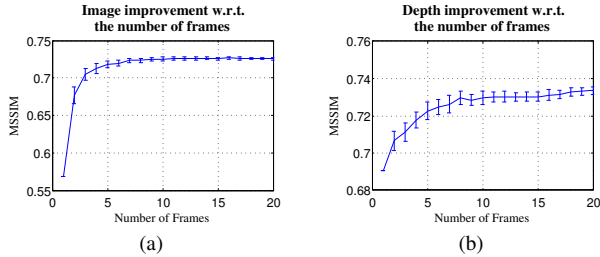 Image improvement w.r.t.
the number of frames
0.75
0.7
0.65
0.6
0.55
MSSIM
0 5 10 15 20
Number of Frames
(a)
Depth improvement w.r.t.
the number of frames
0.76
0.74
0.72
0.7
0.68
MSSIM
0 5 10 15 20
Number of Frames
(b)